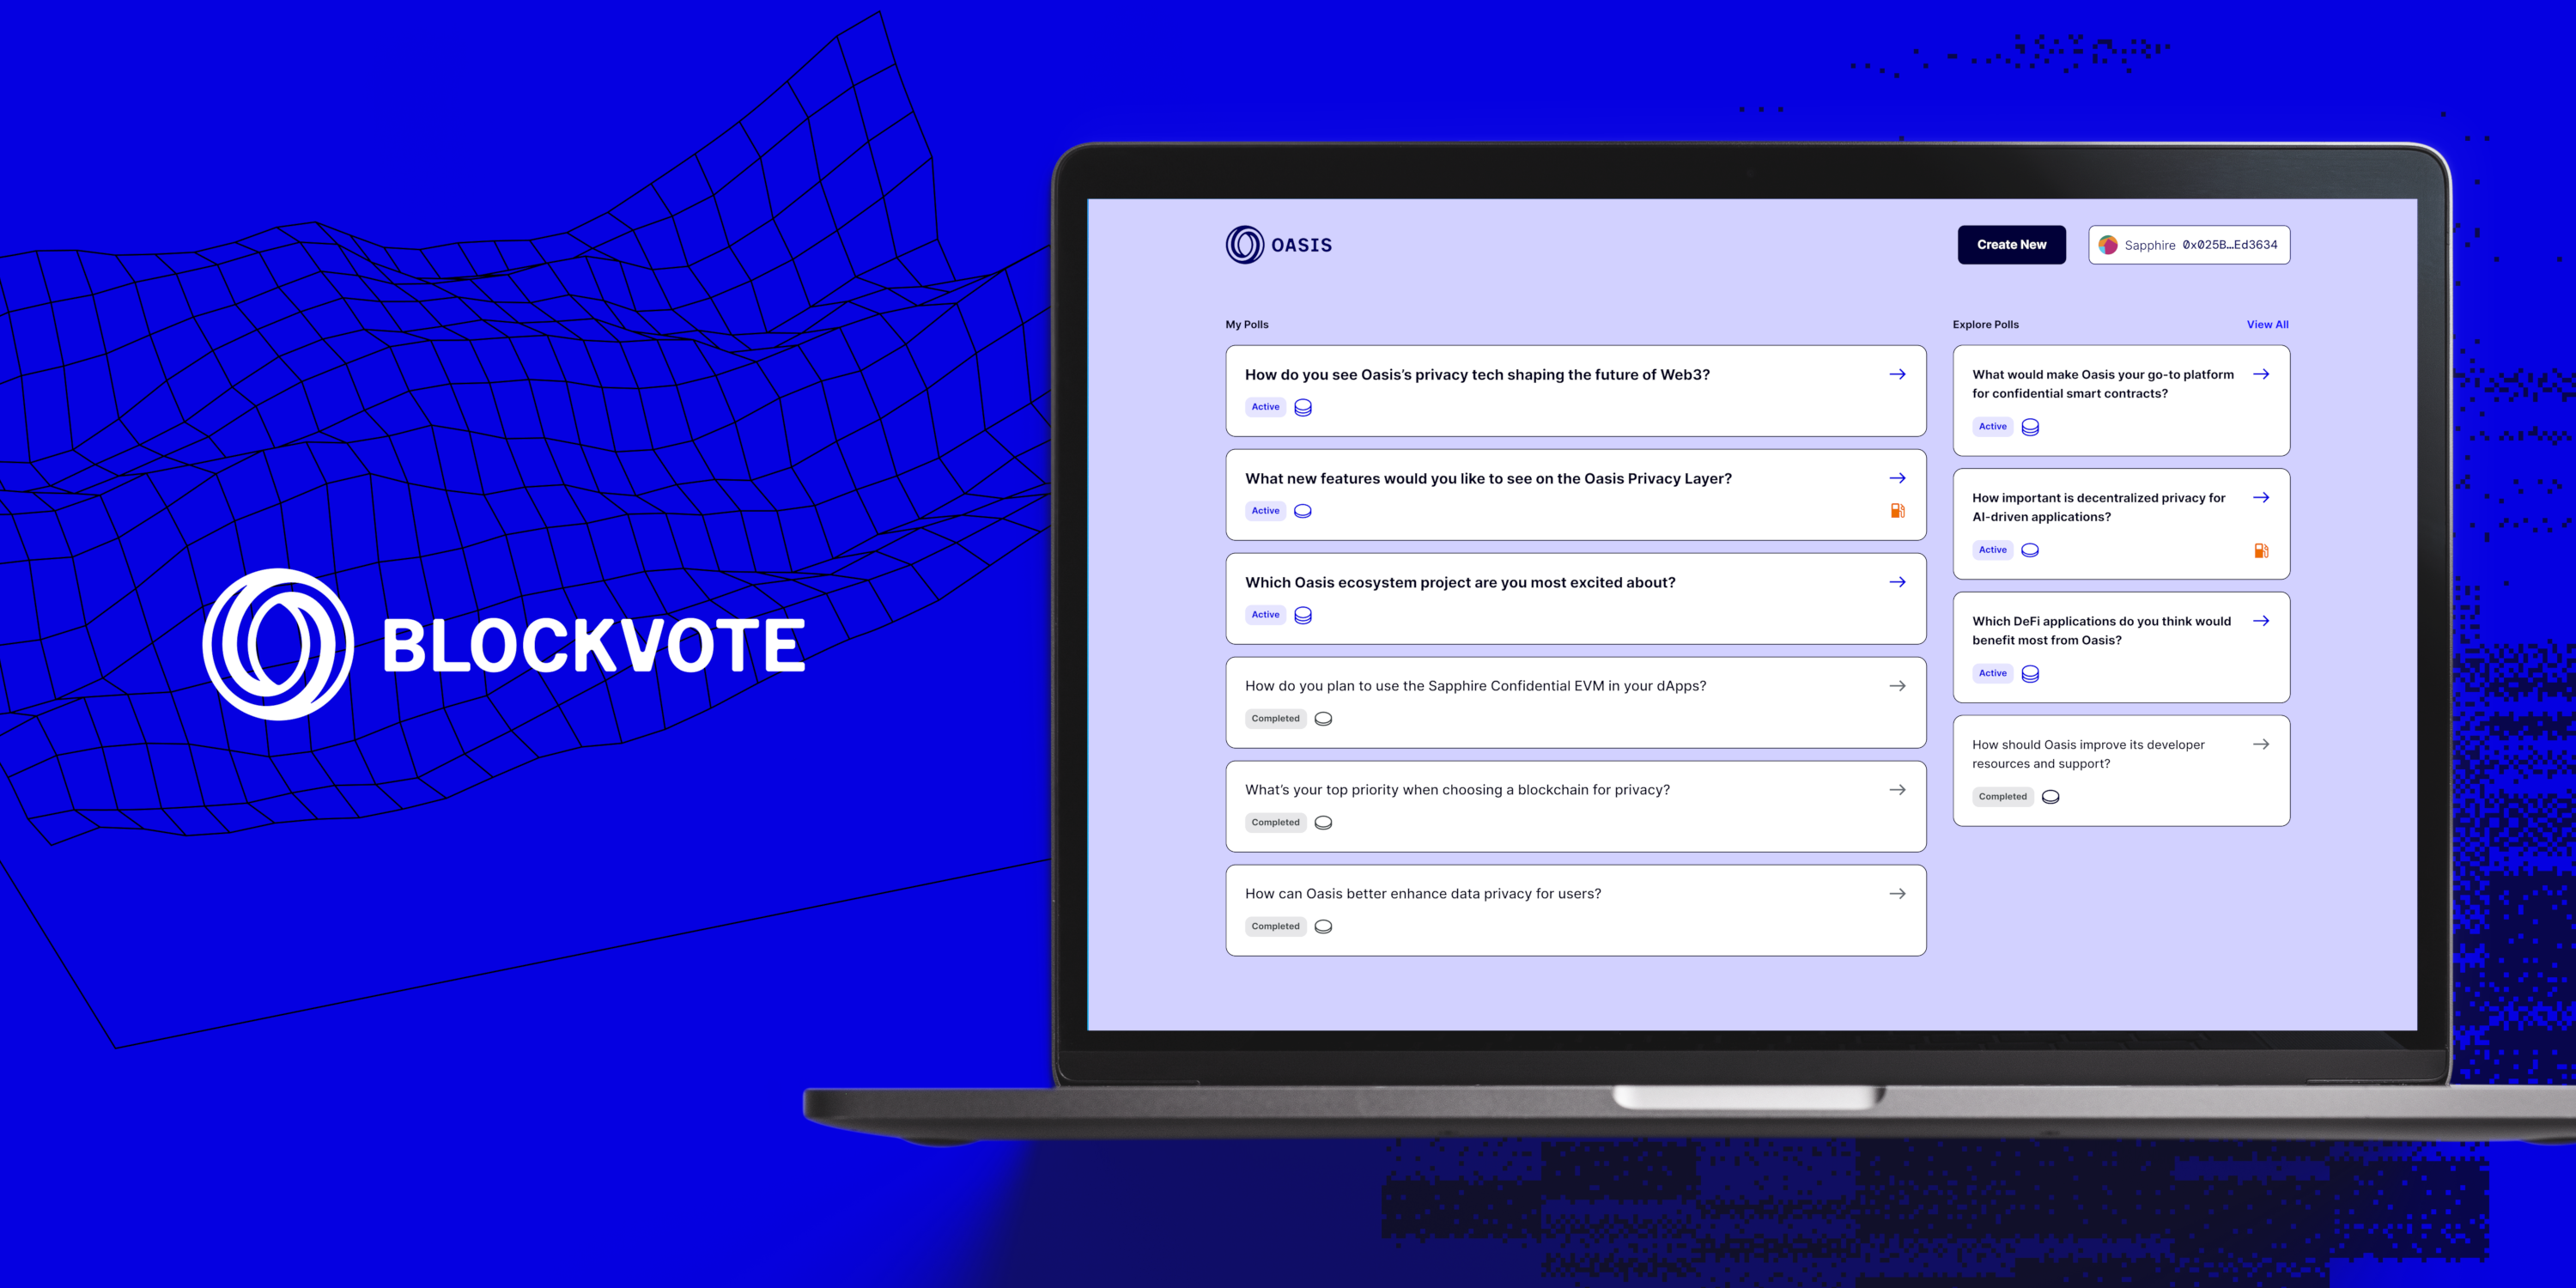 BLOCKVOTE
OASIS
Create New
Sapphire 0x025B...Ed3634
My Polls
How do you see Oasis's privacy tech shaping the future of Web3?
Active
What new features would you like to see on the Oasis Privacy Layer?
Active
Which Oasis ecosystem project are you most excited about?
Active
How do you plan to use the Sapphire Confidential EVM in your dApps?
Completed
What's your top priority when choosing a blockchain for privacy?
Completed
How can Oasis better enhance data privacy for users?
Completed
Explore Polls
View All
What would make Oasis your go-to platform
for confidential smart contracts?
Active
How important is decentralized privacy for
AI-driven applications?
Active
Which DeFi applications do you think would
benefit most from Oasis?
Active
How should Oasis improve its developer
resources and support?
Completed